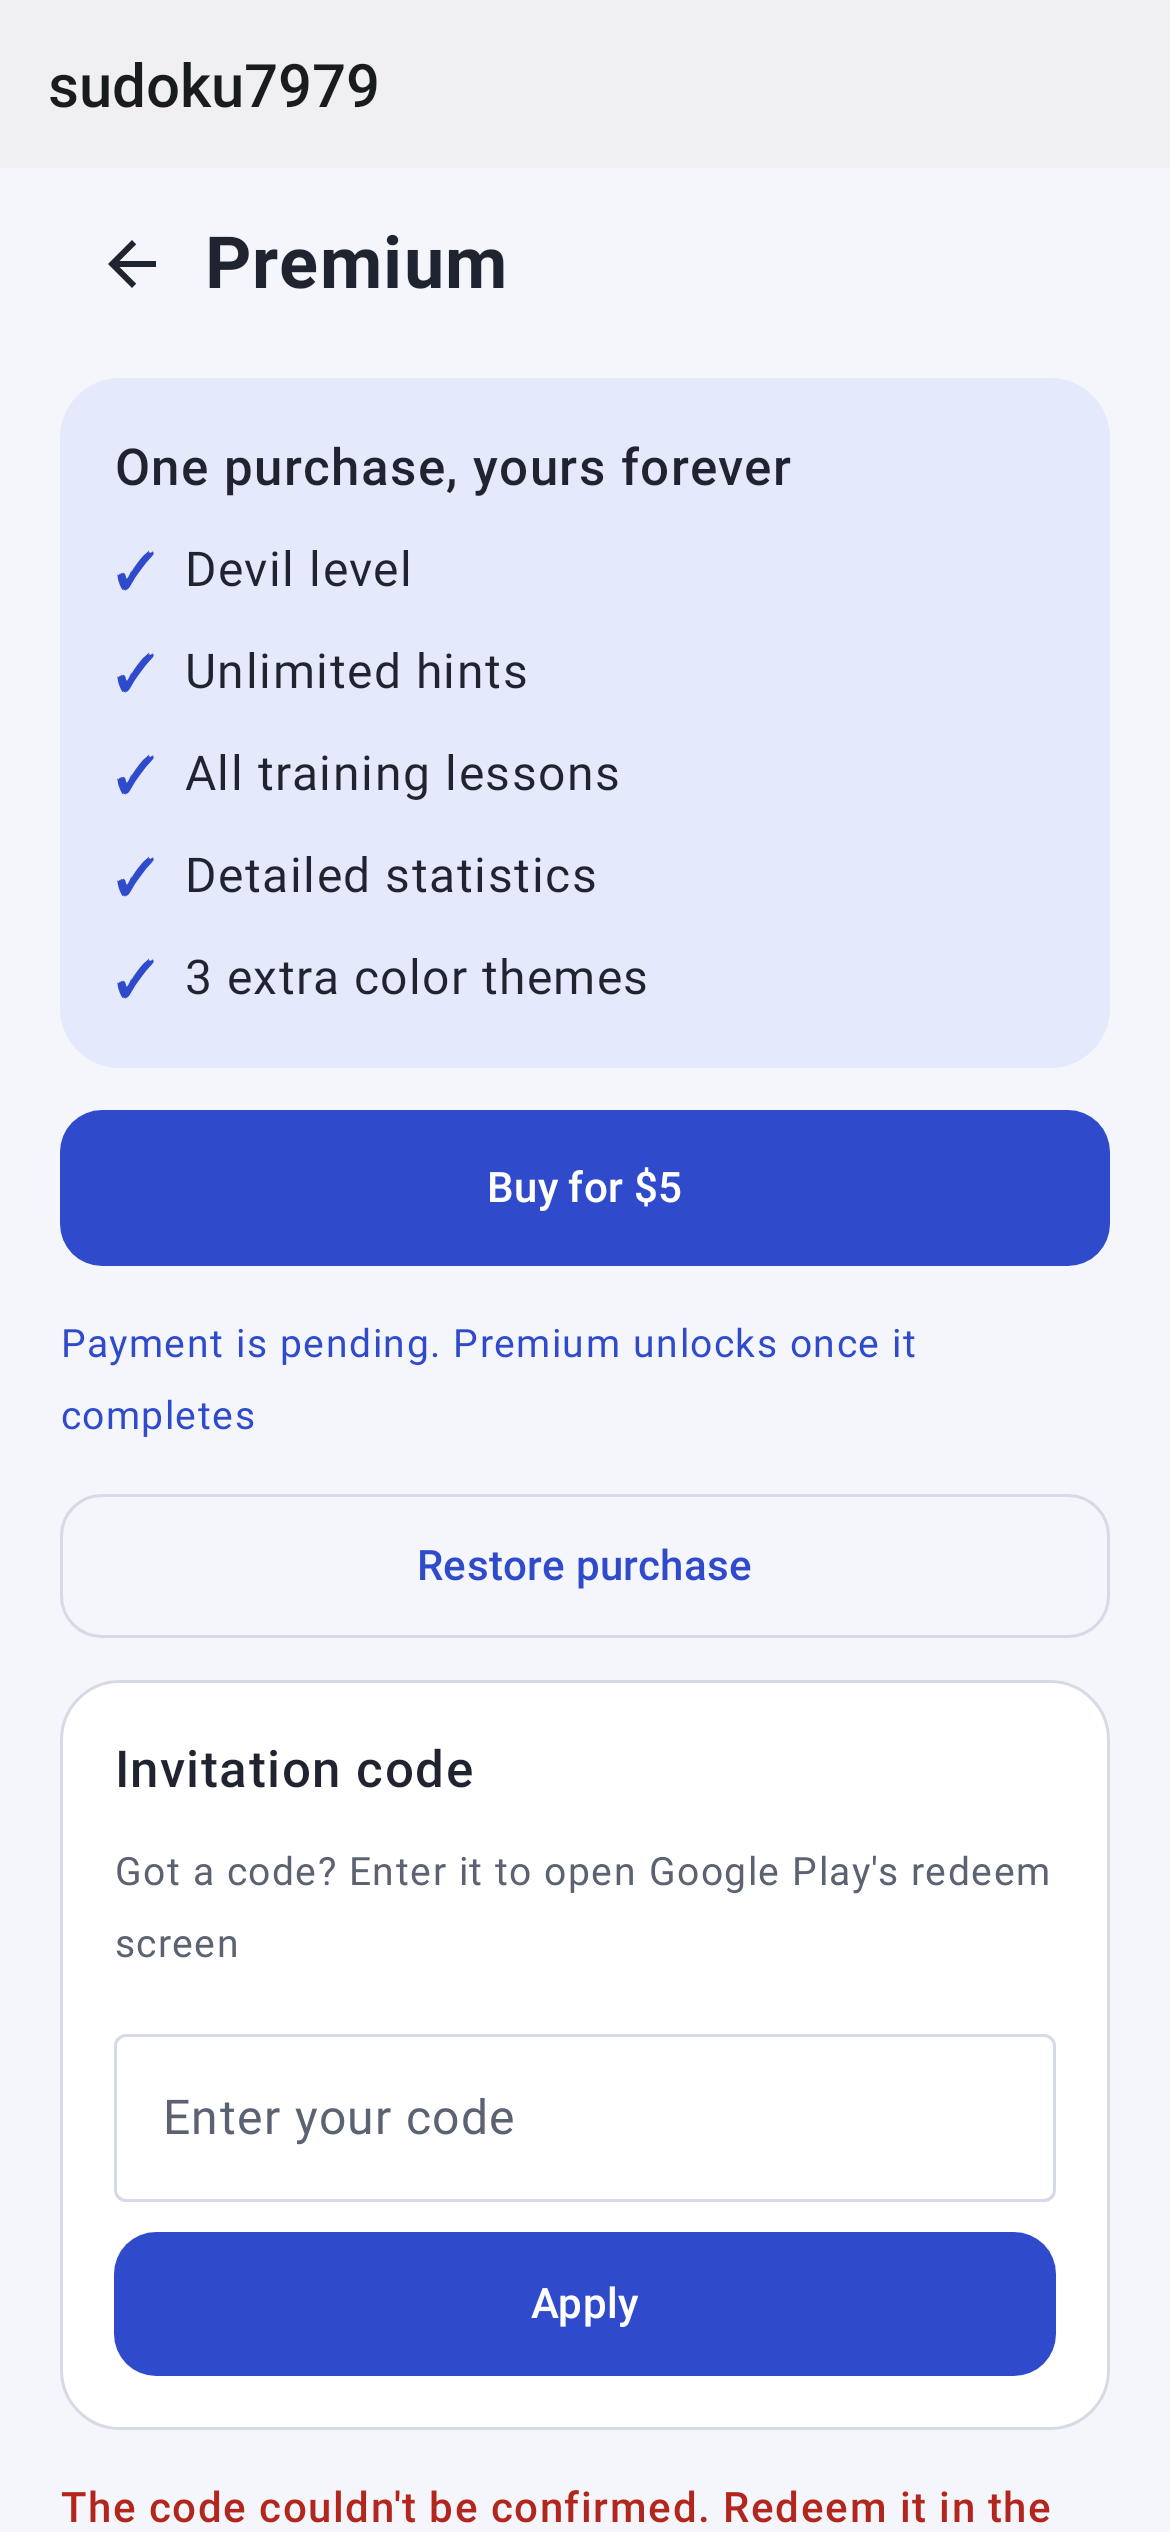 sudoku7979
Premium
One purchase, yours forever
✓ Devil level
✓ Unlimited hints
✓ All training lessons
✓ Detailed statistics
✓ 3 extra color themes
Buy for $5
Payment is pending. Premium unlocks once it
completes
Restore purchase
Invitation code
Got a code? Enter it to open Google Play's redeem
screen
Enter your code
Apply
The code couldn't be confirmed. Redeem it in the